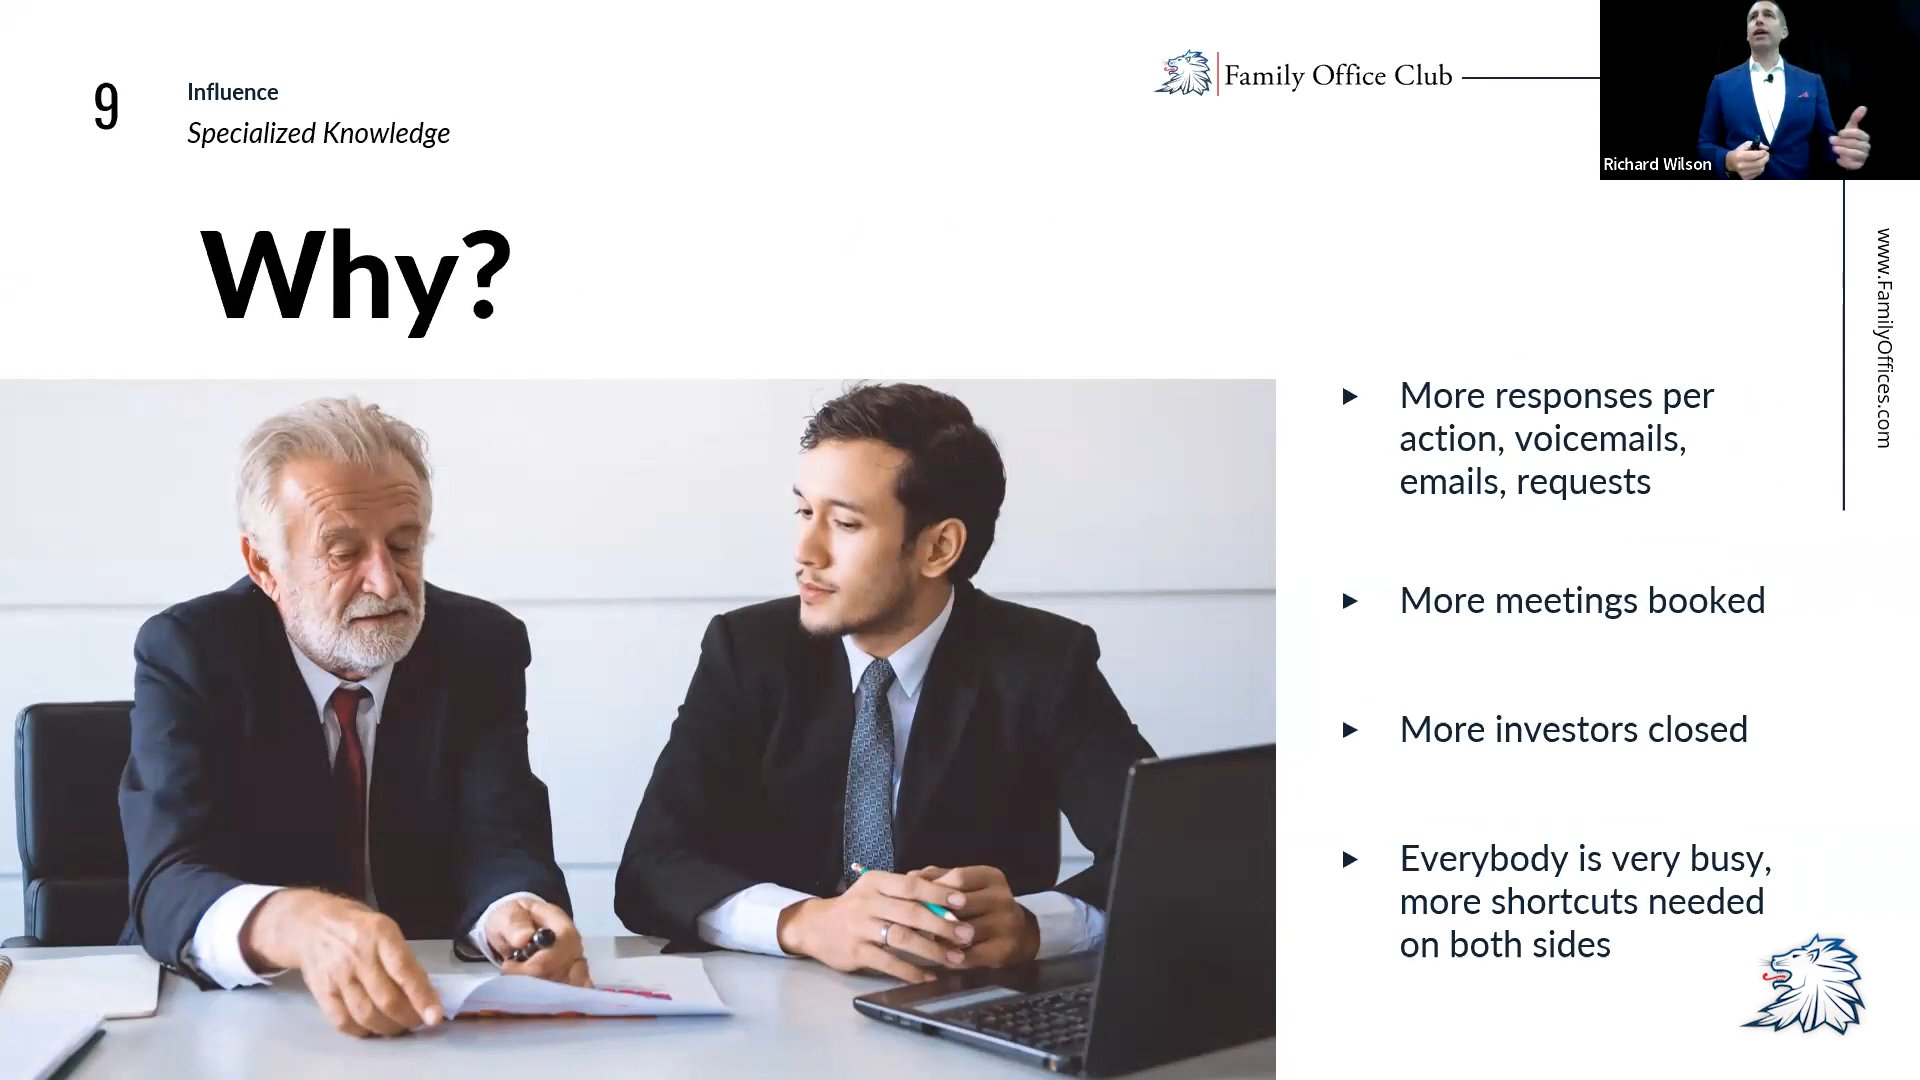 9
Influence
Specialized Knowledge
Family Office Club
Richard Wilson
www.FamilyOffices.com
Why?
More responses per
action, voicemails,
emails, requests
More meetings booked
More investors closed
Everybody is very busy,
more shortcuts needed
on both sides